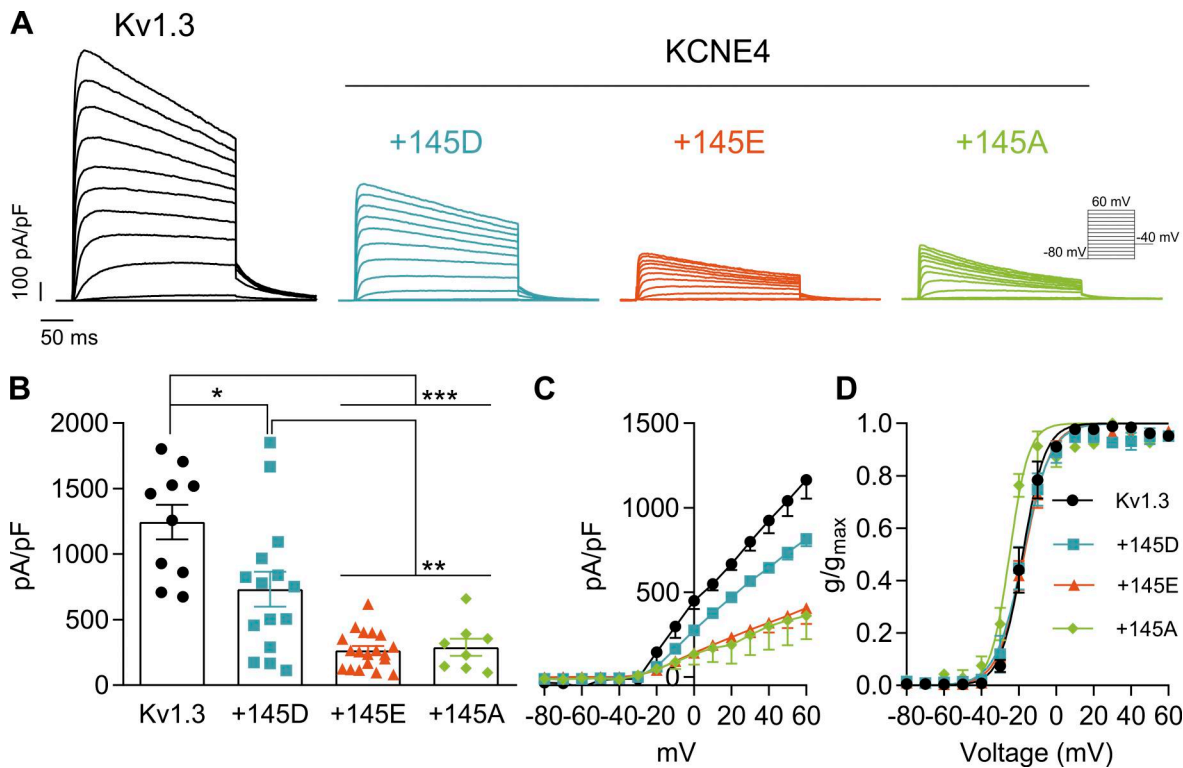 A
Kv1.3
KCNE4
+145D
+145E
+145A
100 pA/pF
50 ms
60 mV
-40 mV
-80 mV
B
*
***
**
pA/pF
2000
1500
1000
500
0
Kv1.3 +145D +145E +145A
C
pA/pF
1500
1000
500
0
-80 -60 -40 -20 0 20 40 60
mV
D
g/gmax
1.0
0.8
0.6
0.4
0.2
0.0
Kv1.3
+145D
+145E
+145A
-80 -60 -40 -20 0 20 40 60
Voltage (mV)